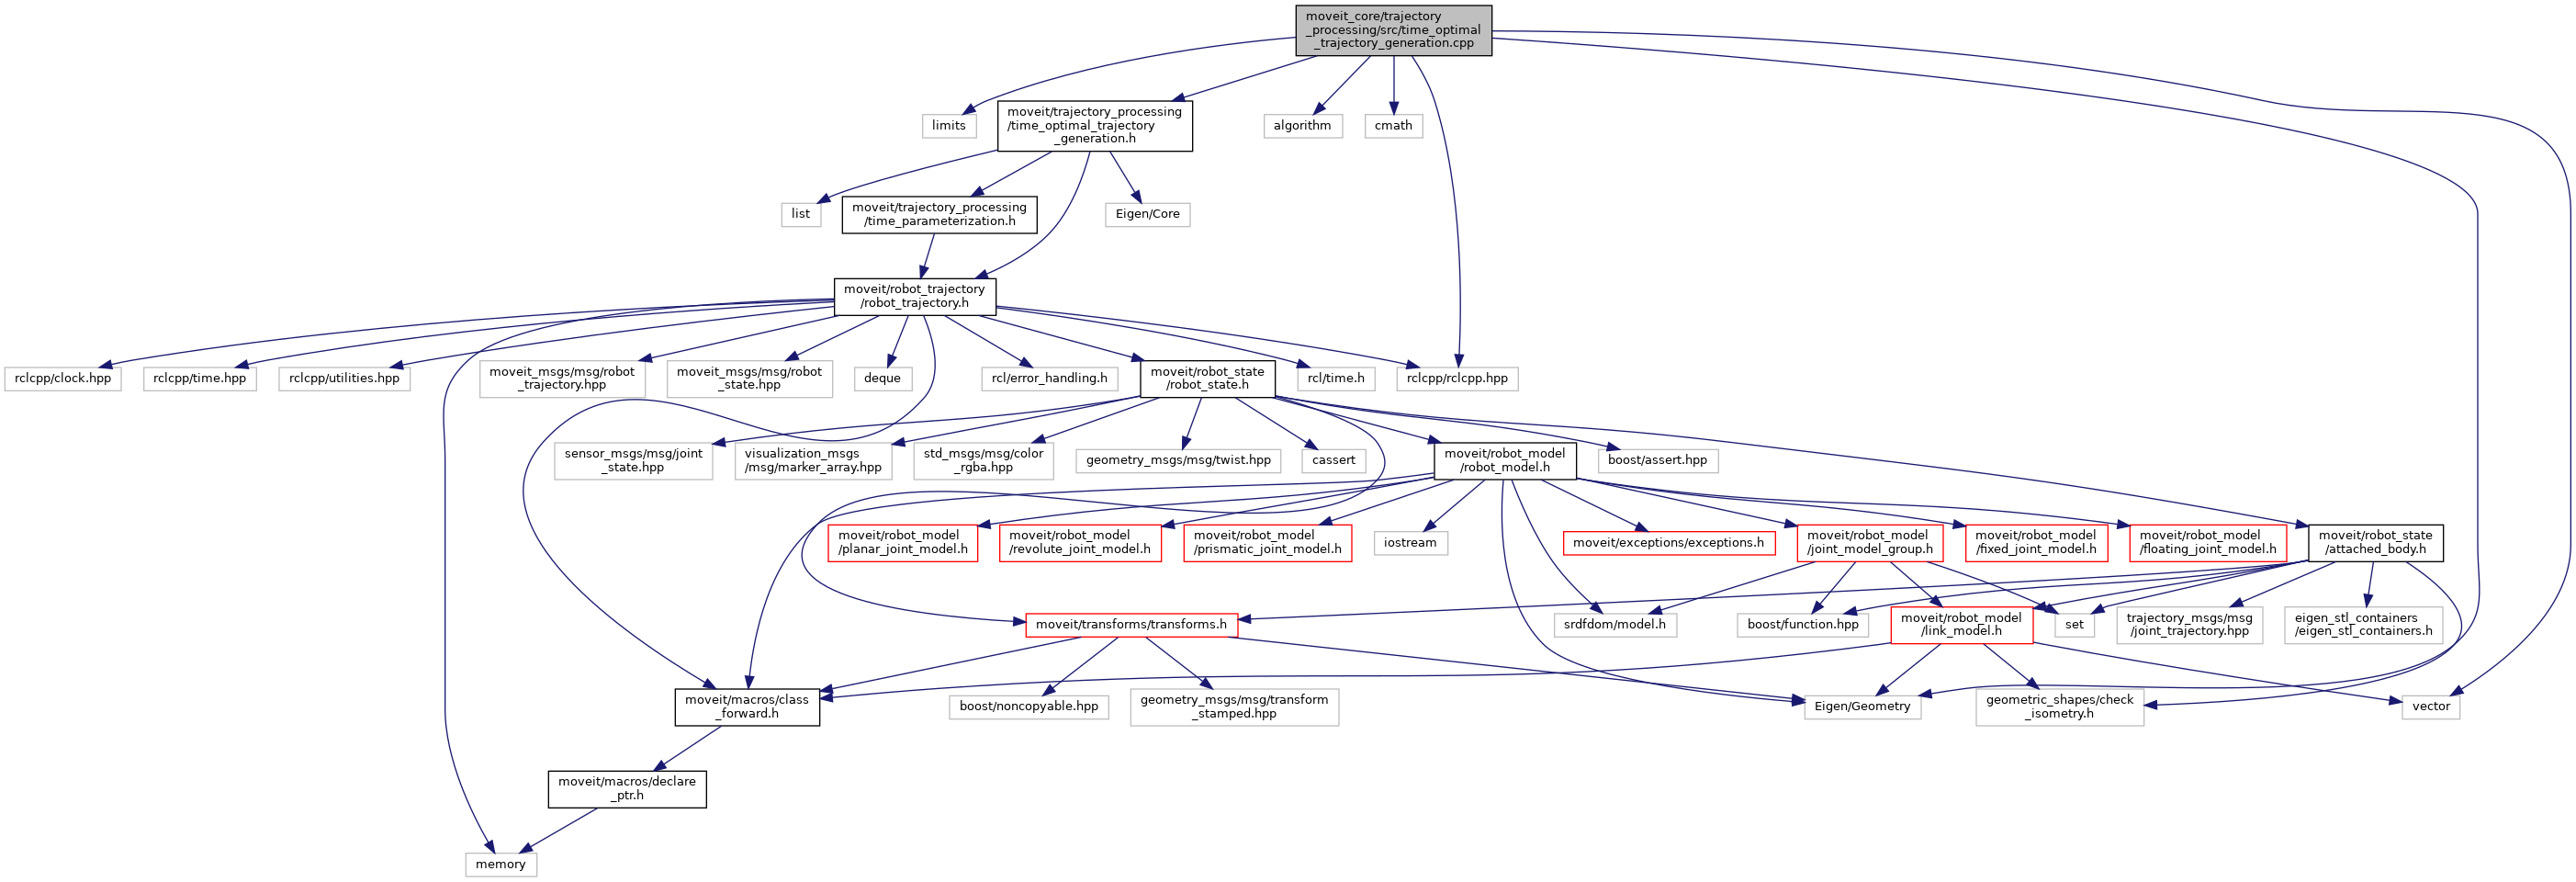 moveit_core/trajectory
_processing/src/time_optimal
_trajectory_generation.cpp
limits
moveit/trajectory_processing
/time_optimal_trajectory
_generation.h
algorithm
cmath
list
moveit/trajectory_processing
/time_parameterization.h
Eigen/Core
moveit/robot_trajectory
/robot_trajectory.h
rclcpp/clock.hpp
rclcpp/time.hpp
rclcpp/utilities.hpp
moveit_msgs/msg/robot
_trajectory.hpp
moveit_msgs/msg/robot
_state.hpp
deque
rcl/error_handling.h
moveit/robot_state
/robot_state.h
rcl/time.h
rclcpp/rclcpp.hpp
sensor_msgs/msg/joint
_state.hpp
visualization_msgs
/msg/marker_array.hpp
std_msgs/msg/color
_rgba.hpp
geometry_msgs/msg/twist.hpp
cassert
moveit/robot_model
/robot_model.h
boost/assert.hpp
moveit/robot_model
/planar_joint_model.h
moveit/robot_model
/revolute_joint_model.h
moveit/robot_model
/prismatic_joint_model.h
iostream
moveit/exceptions/exceptions.h
moveit/robot_model
/joint_model_group.h
moveit/robot_model
/fixed_joint_model.h
moveit/robot_model
/floating_joint_model.h
moveit/robot_state
/attached_body.h
moveit/transforms/transforms.h
srdfdom/model.h
boost/function.hpp
moveit/robot_model
/link_model.h
set
trajectory_msgs/msg
/joint_trajectory.hpp
eigen_stl_containers
/eigen_stl_containers.h
moveit/macros/class
_forward.h
boost/noncopyable.hpp
geometry_msgs/msg/transform
_stamped.hpp
Eigen/Geometry
geometric_shapes/check
_isometry.h
vector
moveit/macros/declare
_ptr.h
memory